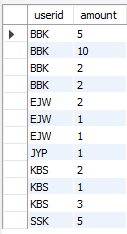 userid amount
BBK 5
BBK 10
BBK 2
BBK 2
EJW 2
EJW 1
EJW 1
JYP 1
KBS 2
KBS 1
KBS 3
SSK 5